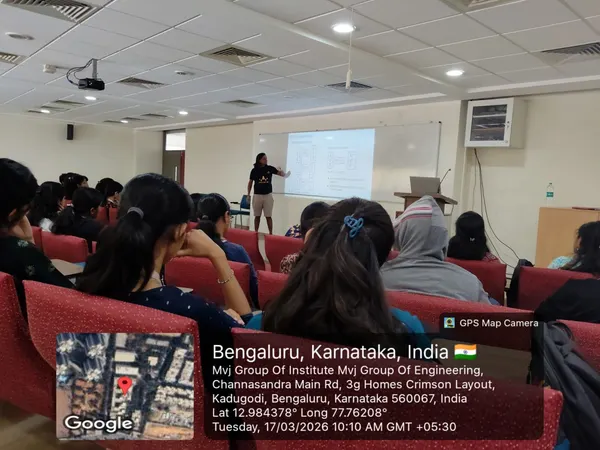 GPS Map Camera
Bengaluru, Karnataka, India 🇮🇳
Mvj Group Of Institute Mvj Group Of Engineering,
Channasandra Main Rd, 3g Homes Crimson Layout,
Kadugodi, Bengaluru, Karnataka 560067, India
Lat 12.984378° Long 77.76208°
Tuesday, 17/03/2026 10:10 AM GMT +05:30
Google